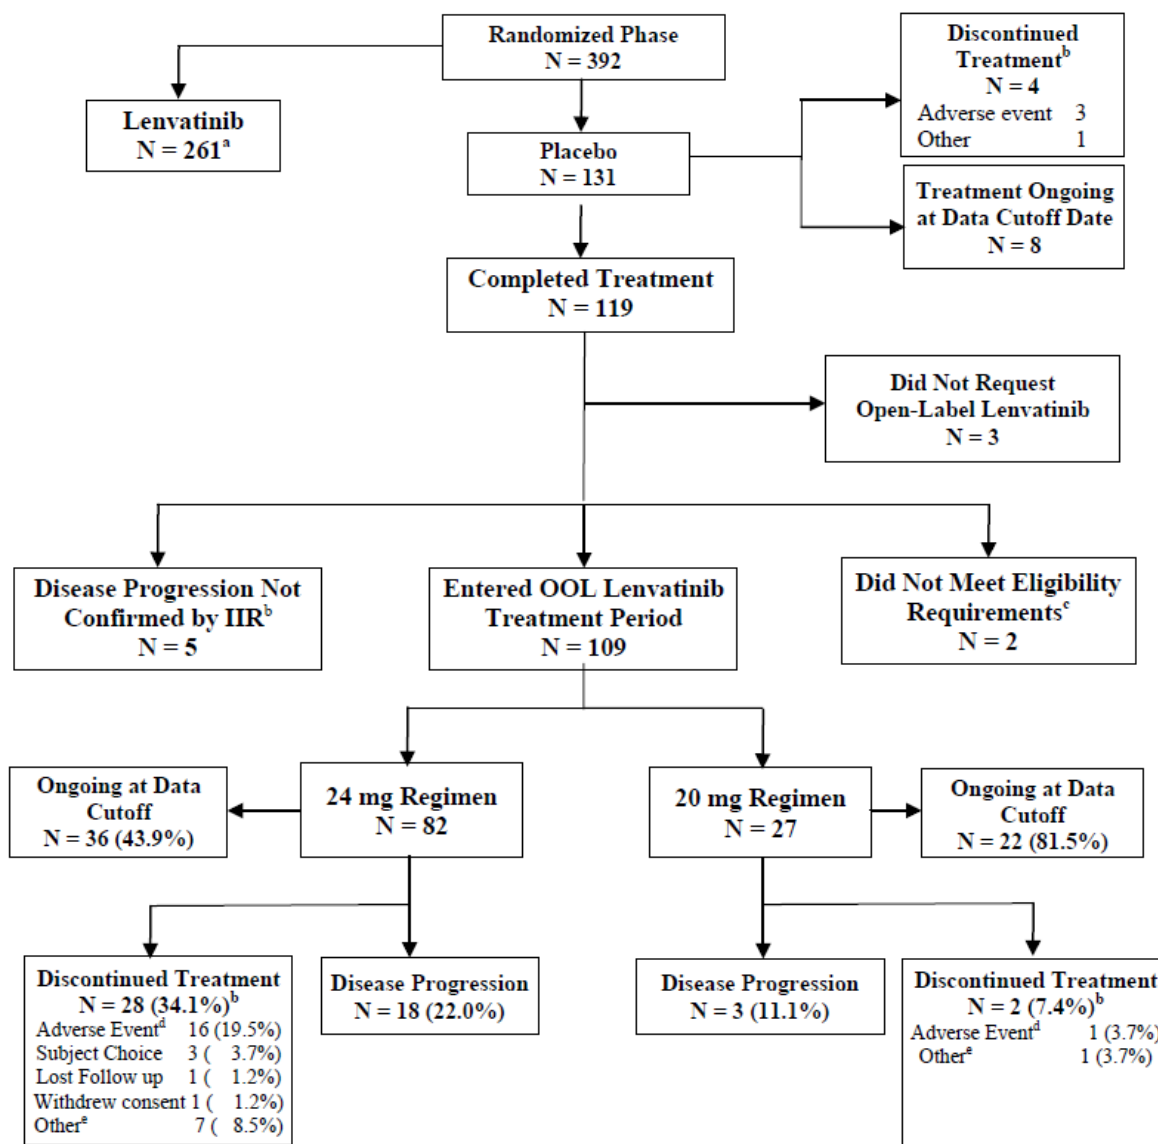 Randomized Phase
N = 392
Discontinued
Treatment^b
N = 4
Adverse event 3
Other 1
Lenvatinib
N = 261^a
Placebo
N = 131
Treatment Ongoing
at Data Cutoff Date
N = 8
Completed Treatment
N = 119
Did Not Request
Open-Label Lenvatinib
N = 3
Disease Progression Not
Confirmed by IIR^b
N = 5
Entered OOL Lenvatinib
Treatment Period
N = 109
Did Not Meet Eligibility
Requirements^c
N = 2
Ongoing at Data
Cutoff
N = 36 (43.9%)
24 mg Regimen
N = 82
20 mg Regimen
N = 27
Ongoing at Data
Cutoff
N = 22 (81.5%)
Discontinued Treatment
N = 28 (34.1%)^b
Adverse Event^d 16 (19.5%)
Subject Choice 3 ( 3.7%)
Lost Follow up 1 ( 1.2%)
Withdrew consent 1 ( 1.2%)
Other^e 7 ( 8.5%)
Disease Progression
N = 18 (22.0%)
Disease Progression
N = 3 (11.1%)
Discontinued Treatment
N = 2 (7.4%)^b
Adverse Event^d 1 (3.7%)
Other^e 1 (3.7%)